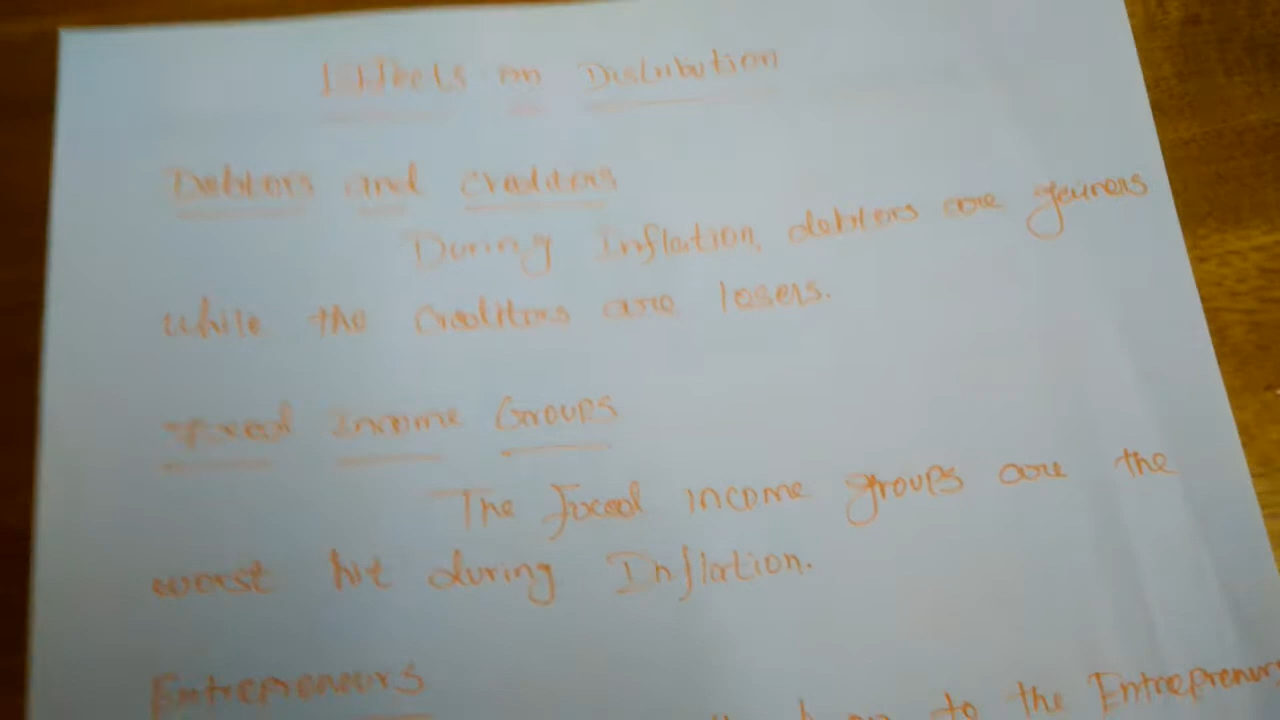 Effects on Distribution
Debtors and Creditors
During Inflation, debtors are gainers
while the Creditors are losers.
Fixed Income Groups
The fixed income groups are the
worst hit during Inflation.
Entrepreneurs
to the Entreprenur